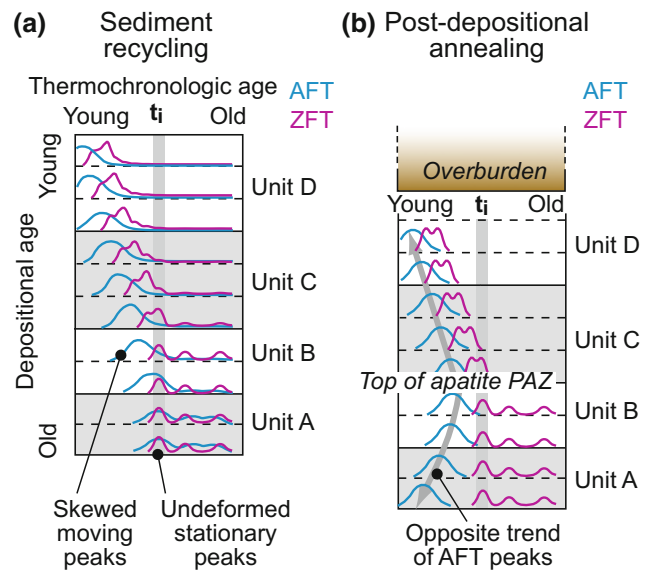 (a) Sediment
recycling
Thermochronologic age
AFT
ZFT
Young ti Old
Depositional age
Young
Old
Unit D
Unit C
Unit B
Unit A
Skewed
moving
peaks
Undeformed
stationary
peaks
(b) Post-depositional
annealing
AFT
ZFT
Overburden
Young ti Old
Unit D
Unit C
Top of apatite PAZ
Unit B
Unit A
Opposite trend
of AFT peaks